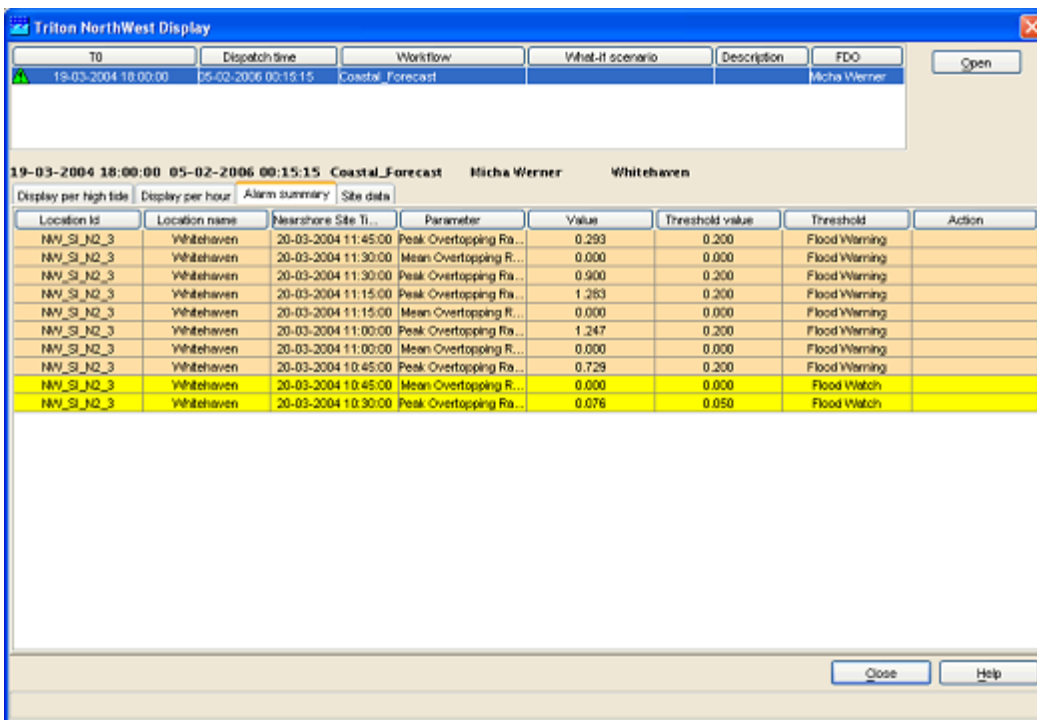 Triton NorthWest Display
T0 Dispatch time Workflow What-if scenario Description FDO
Open
19-03-2004 18:00:00 05-02-2006 00:15:15 Coastal_Forecast Micha Werner
19-03-2004 18:00:00 05-02-2006 00:15:15 Coastal_Forecast Micha Werner Whitehaven
Display per high tide Display per hour Alarm summary Site data
Location Id Location name Nearshore Site Ti... Parameter Value Threshold value Threshold Action
NW_SI_N2_3 Whitehaven 20-03-2004 11:45:00 Peak Overtopping Ra... 0.293 0.200 Flood Warning
NW_SI_N2_3 Whitehaven 20-03-2004 11:30:00 Mean Overtopping R... 0.000 0.000 Flood Warning
NW_SI_N2_3 Whitehaven 20-03-2004 11:30:00 Peak Overtopping Ra... 0.900 0.200 Flood Warning
NW_SI_N2_3 Whitehaven 20-03-2004 11:15:00 Peak Overtopping Ra... 1.283 0.200 Flood Warning
NW_SI_N2_3 Whitehaven 20-03-2004 11:15:00 Mean Overtopping R... 0.000 0.000 Flood Warning
NW_SI_N2_3 Whitehaven 20-03-2004 11:00:00 Peak Overtopping Ra... 1.247 0.200 Flood Warning
NW_SI_N2_3 Whitehaven 20-03-2004 11:00:00 Mean Overtopping R... 0.000 0.000 Flood Warning
NW_SI_N2_3 Whitehaven 20-03-2004 10:45:00 Peak Overtopping Ra... 0.729 0.200 Flood Warning
NW_SI_N2_3 Whitehaven 20-03-2004 10:45:00 Mean Overtopping R... 0.000 0.000 Flood Watch
NW_SI_N2_3 Whitehaven 20-03-2004 10:30:00 Peak Overtopping Ra... 0.076 0.050 Flood Watch
Close Help